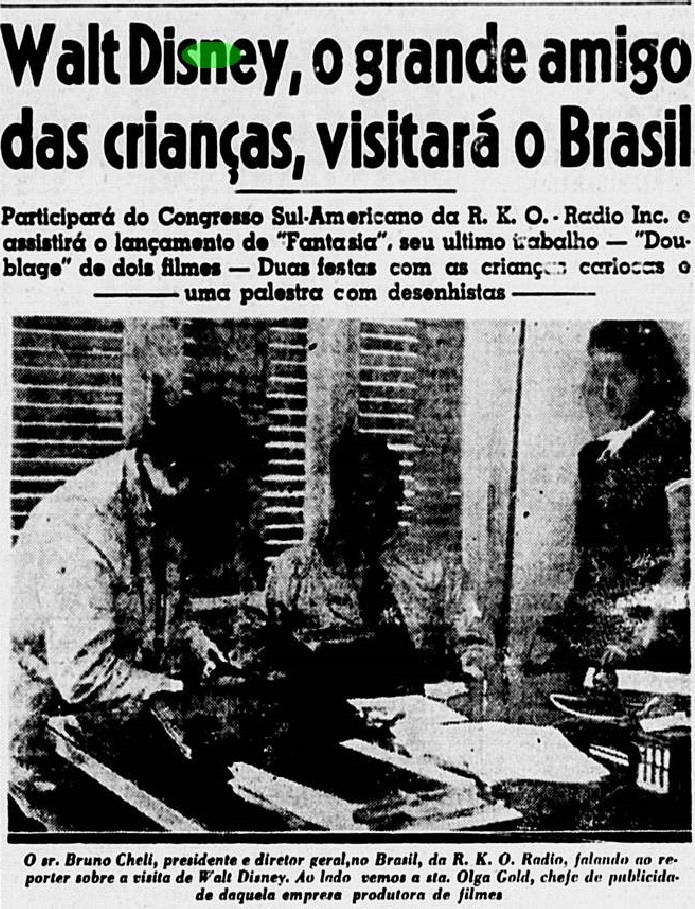 Walt Disney, o grande amigo
das crianças, visitará o Brasil
Participará do Congresso Sul-Americano da R. K. O. - Radio Inc. e
assistirá o lançamento de "Fantasia", seu ultimo trabalho — "Dou-
blage" de dois filmes — Duas festas com as crianças cariocas e
uma palestra com desenhistas
O sr. Bruno Cheli, presidente e diretor geral, no Brasil, da R. K. O. Radio, falando ao re-
porter sobre a visita de Walt Disney. Ao lado vemos a sta. Olga Gold, chefe de publicida-
de daquela empresa produtora de filmes